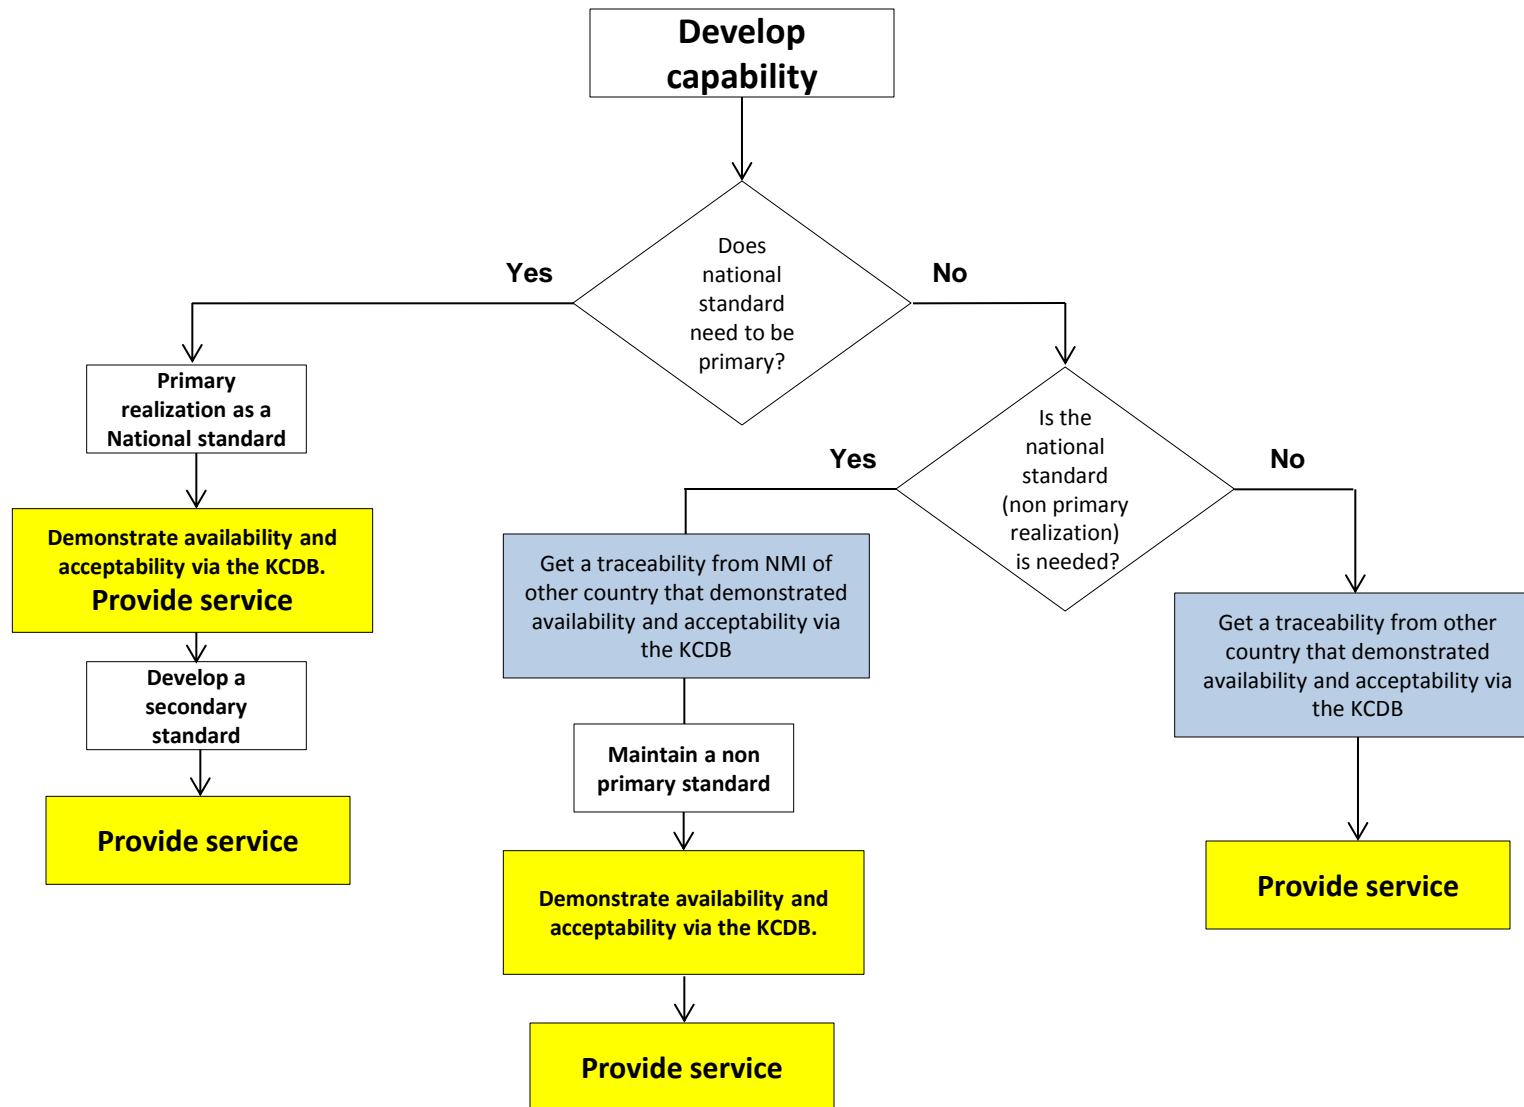 Develop
capability
Does
national
standard
need to be
primary?
Yes
No
Primary
realization as a
National standard
Is the
national
standard
(non primary
realization)
is needed?
Yes
No
Demonstrate availability and
acceptability via the KCDB.
Provide service
Get a traceability from NMI of
other country that demonstrated
availability and acceptability via
the KCDB
Get a traceability from other
country that demonstrated
availability and acceptability via
the KCDB
Develop a
secondary
standard
Maintain a non
primary standard
Provide service
Demonstrate availability and
acceptability via the KCDB.
Provide service
Provide service